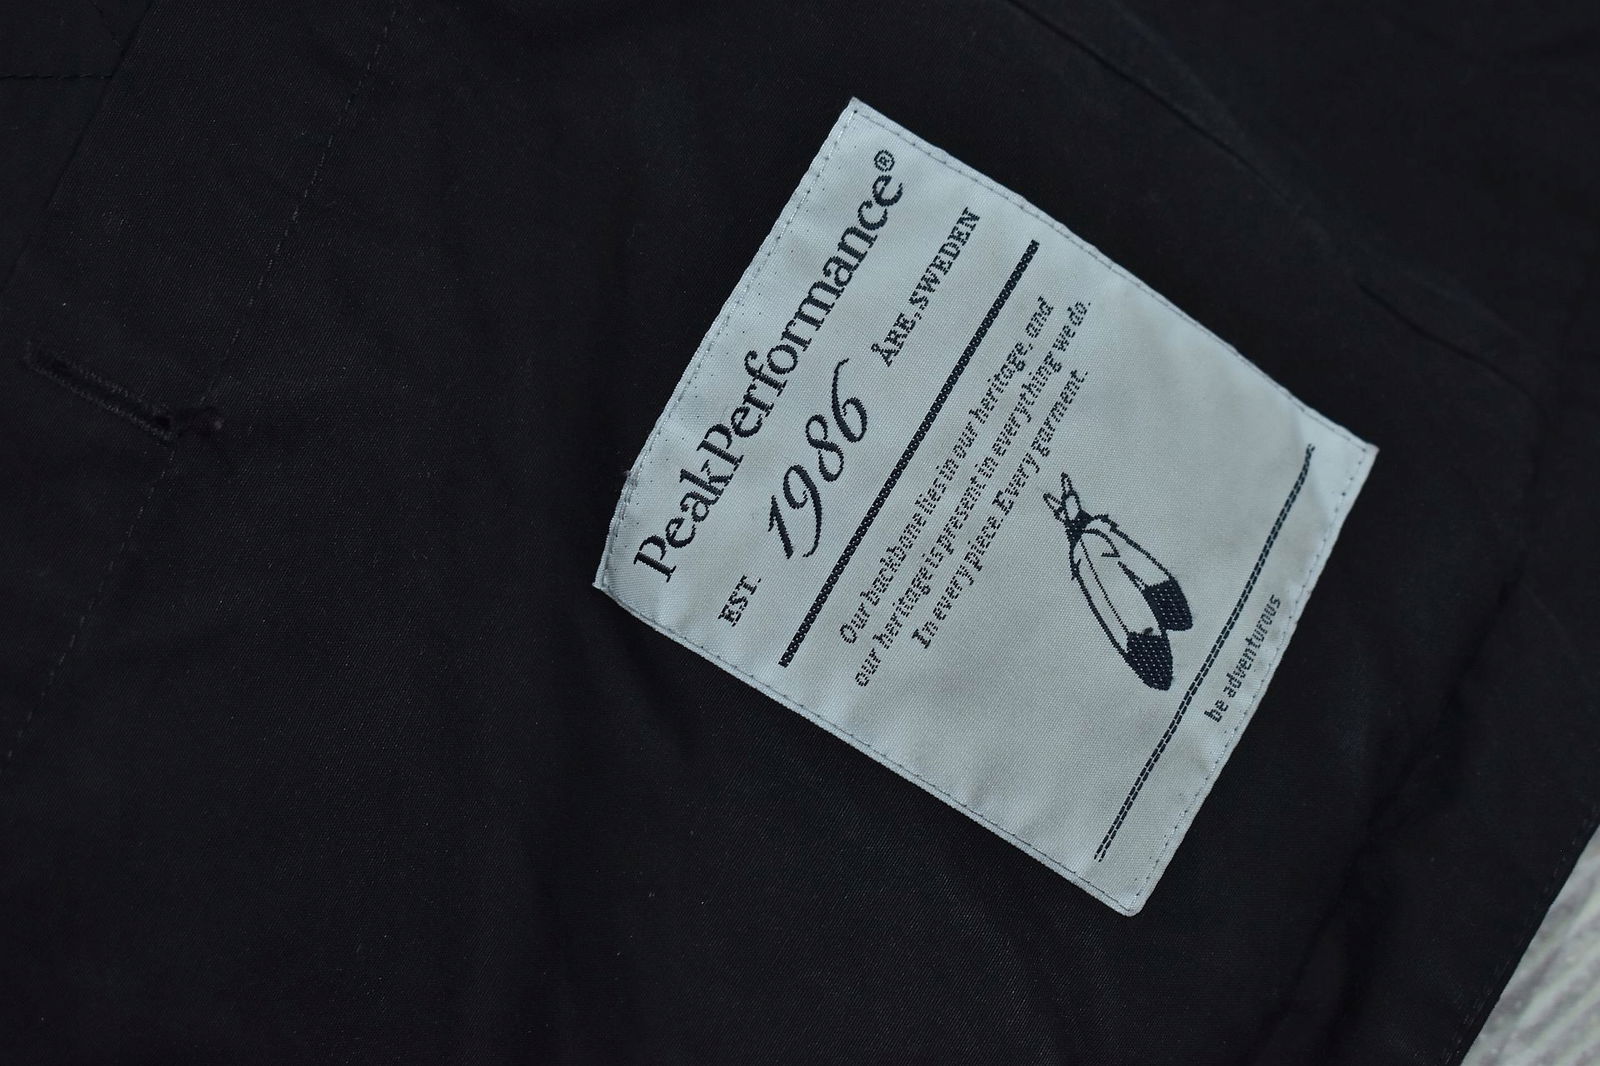 PeakPerformance®
EST. 1986 ÅRE, SWEDEN
Our backbone lies in our heritage, and
our heritage is present in everything we do.
In every piece. Every garment.
be adventurous